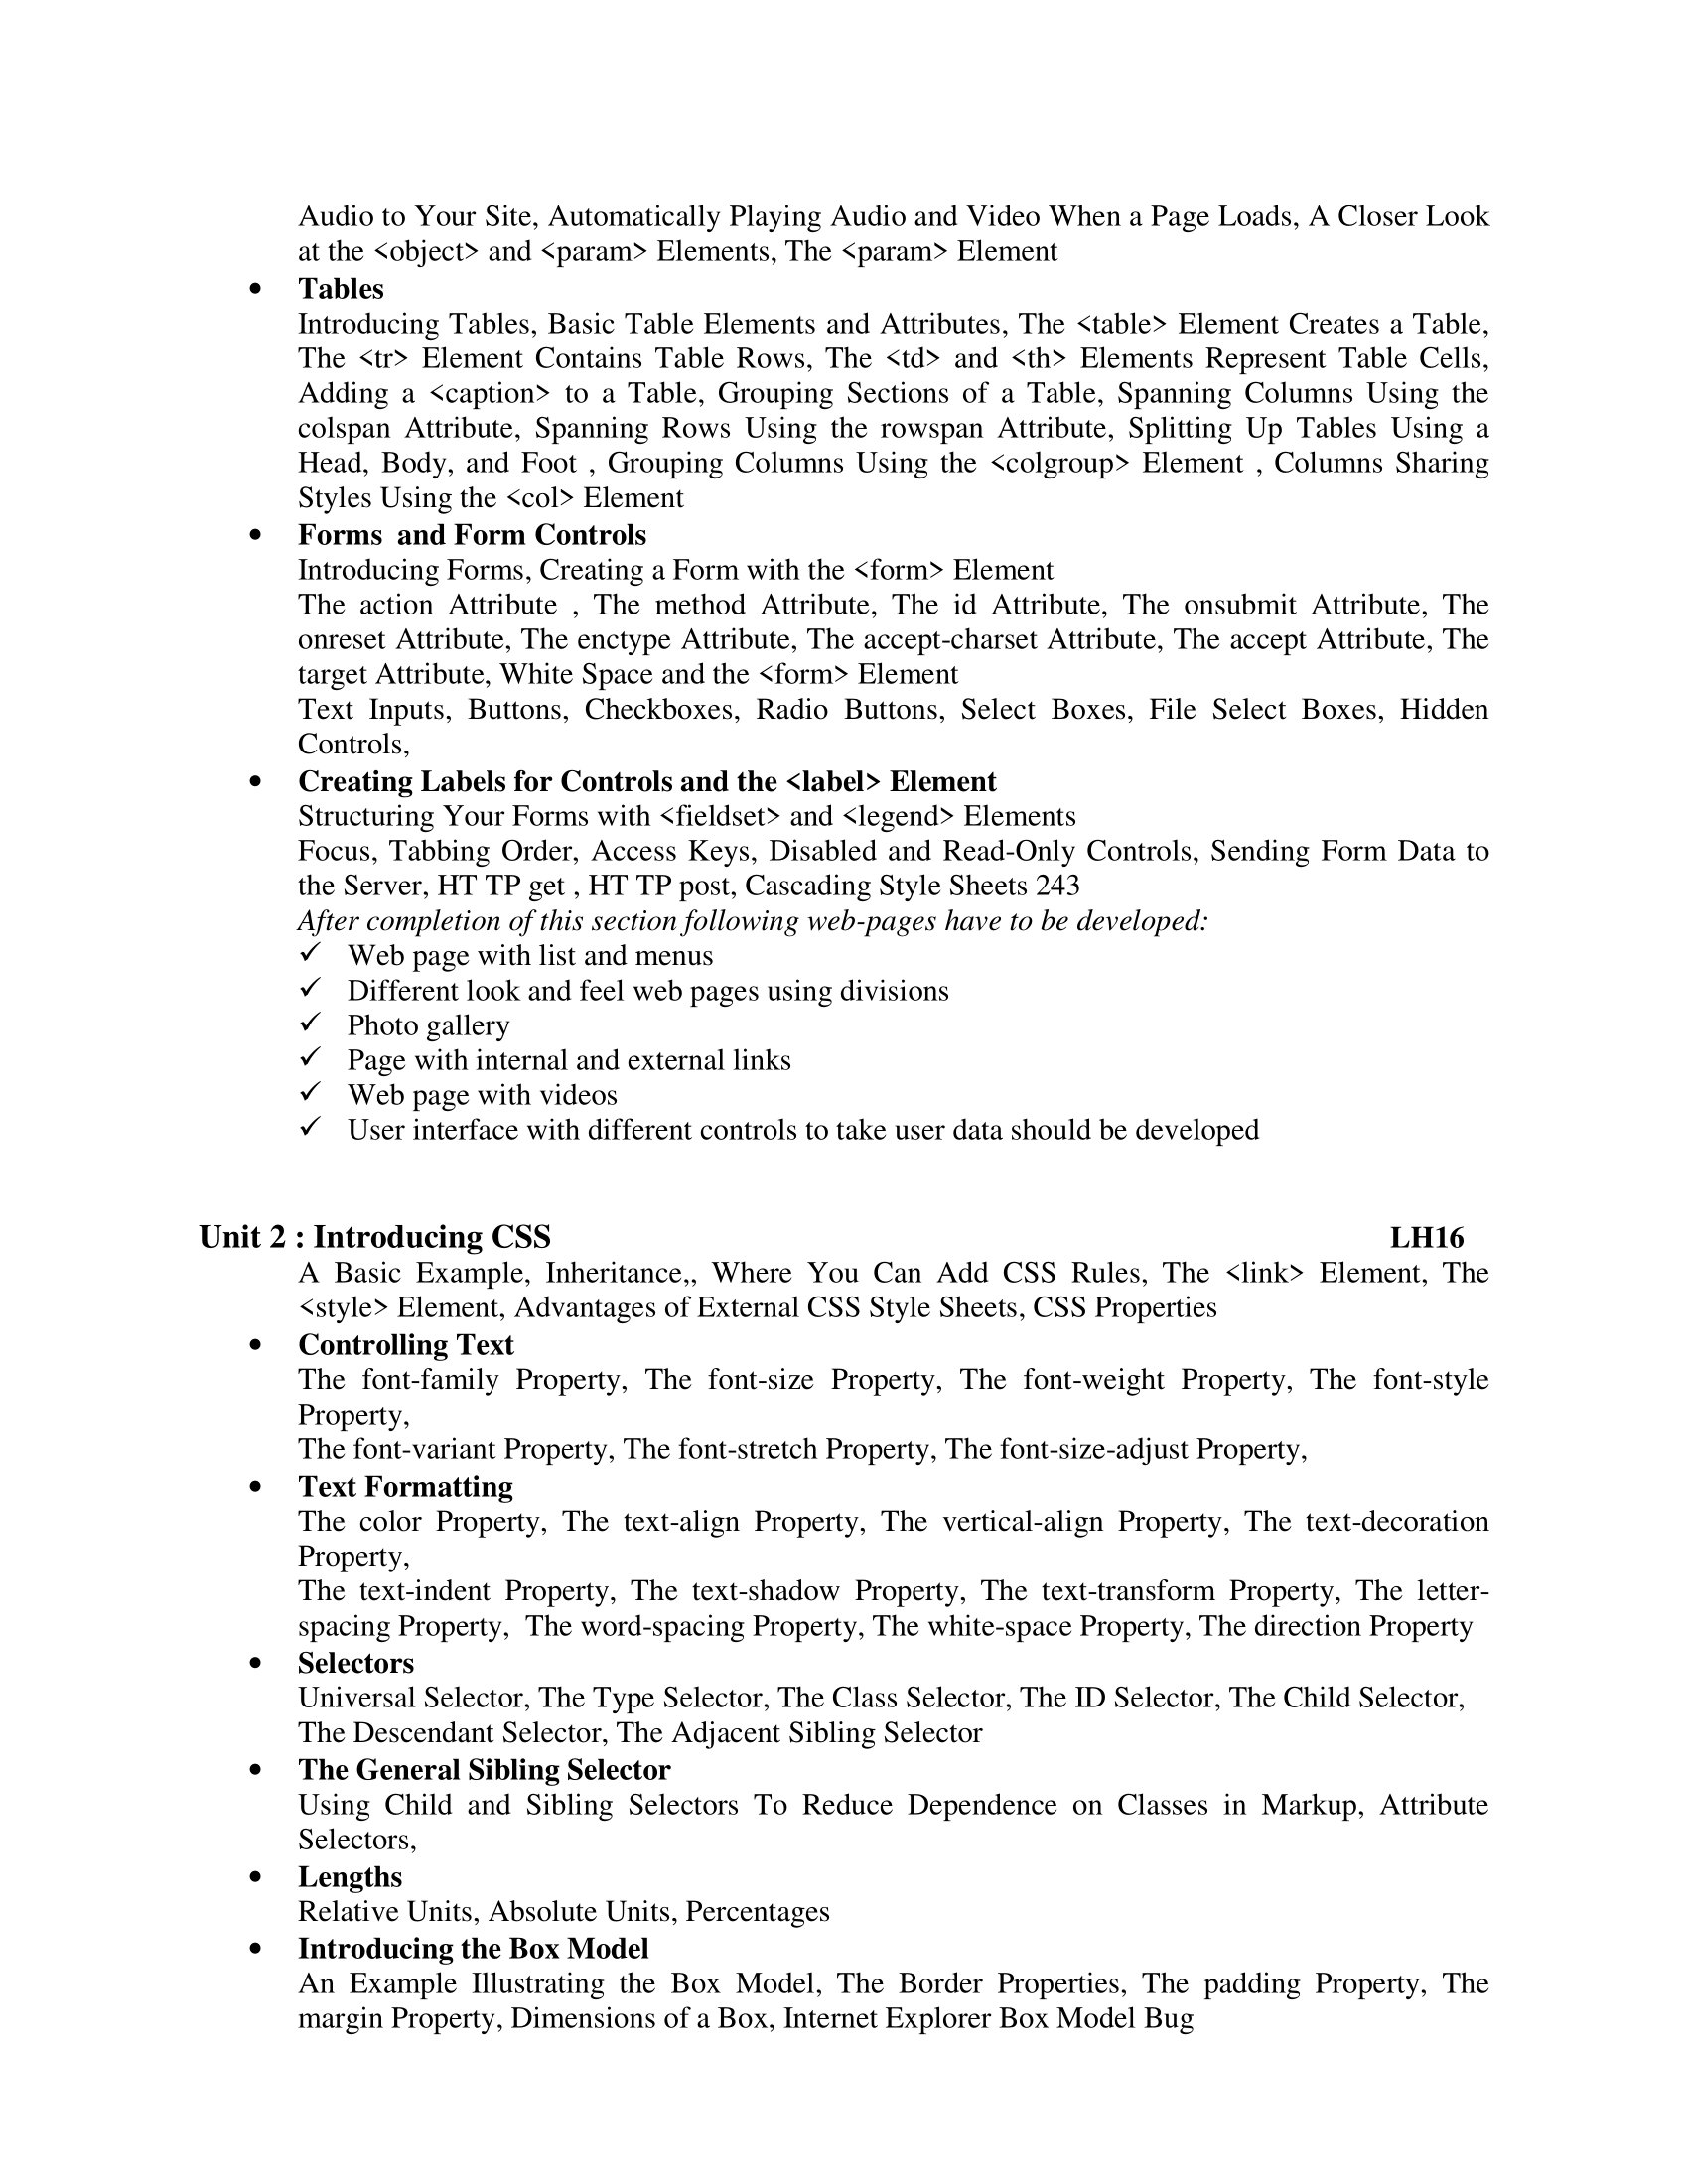 Audio to Your Site, Automatically Playing Audio and Video When a Page Loads, A Closer Look
at the <object> and <param> Elements, The <param> Element
• Tables
Introducing Tables, Basic Table Elements and Attributes, The <table> Element Creates a Table,
The <tr> Element Contains Table Rows, The <td> and <th> Elements Represent Table Cells,
Adding a <caption> to a Table, Grouping Sections of a Table, Spanning Columns Using the
colspan Attribute, Spanning Rows Using the rowspan Attribute, Splitting Up Tables Using a
Head, Body, and Foot , Grouping Columns Using the <colgroup> Element , Columns Sharing
Styles Using the <col> Element
• Forms  and Form Controls
Introducing Forms, Creating a Form with the <form> Element
The action Attribute , The method Attribute, The id Attribute, The onsubmit Attribute, The
onreset Attribute, The enctype Attribute, The accept-charset Attribute, The accept Attribute, The
target Attribute, White Space and the <form> Element
Text Inputs, Buttons, Checkboxes, Radio Buttons, Select Boxes, File Select Boxes, Hidden
Controls,
• Creating Labels for Controls and the <label> Element
Structuring Your Forms with <fieldset> and <legend> Elements
Focus, Tabbing Order, Access Keys, Disabled and Read-Only Controls, Sending Form Data to
the Server, HT TP get , HT TP post, Cascading Style Sheets 243
After completion of this section following web-pages have to be developed:
✓ Web page with list and menus
✓ Different look and feel web pages using divisions
✓ Photo gallery
✓ Page with internal and external links
✓ Web page with videos
✓ User interface with different controls to take user data should be developed
Unit 2 : Introducing CSS LH16
A Basic Example, Inheritance,, Where You Can Add CSS Rules, The <link> Element, The
<style> Element, Advantages of External CSS Style Sheets, CSS Properties
• Controlling Text
The font-family Property, The font-size Property, The font-weight Property, The font-style
Property,
The font-variant Property, The font-stretch Property, The font-size-adjust Property,
• Text Formatting
The color Property, The text-align Property, The vertical-align Property, The text-decoration
Property,
The text-indent Property, The text-shadow Property, The text-transform Property, The letter-
spacing Property,  The word-spacing Property, The white-space Property, The direction Property
• Selectors
Universal Selector, The Type Selector, The Class Selector, The ID Selector, The Child Selector,
The Descendant Selector, The Adjacent Sibling Selector
• The General Sibling Selector
Using Child and Sibling Selectors To Reduce Dependence on Classes in Markup, Attribute
Selectors,
• Lengths
Relative Units, Absolute Units, Percentages
• Introducing the Box Model
An Example Illustrating the Box Model, The Border Properties, The padding Property, The
margin Property, Dimensions of a Box, Internet Explorer Box Model Bug